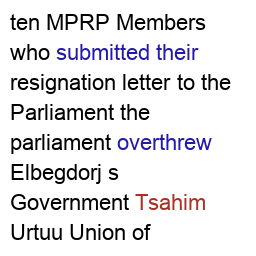 ten MPRP Members
who submitted their
resignation letter to the
Parliament the
parliament overthrew
Elbegdorj s
Government Tsahim
Urtuu Union of